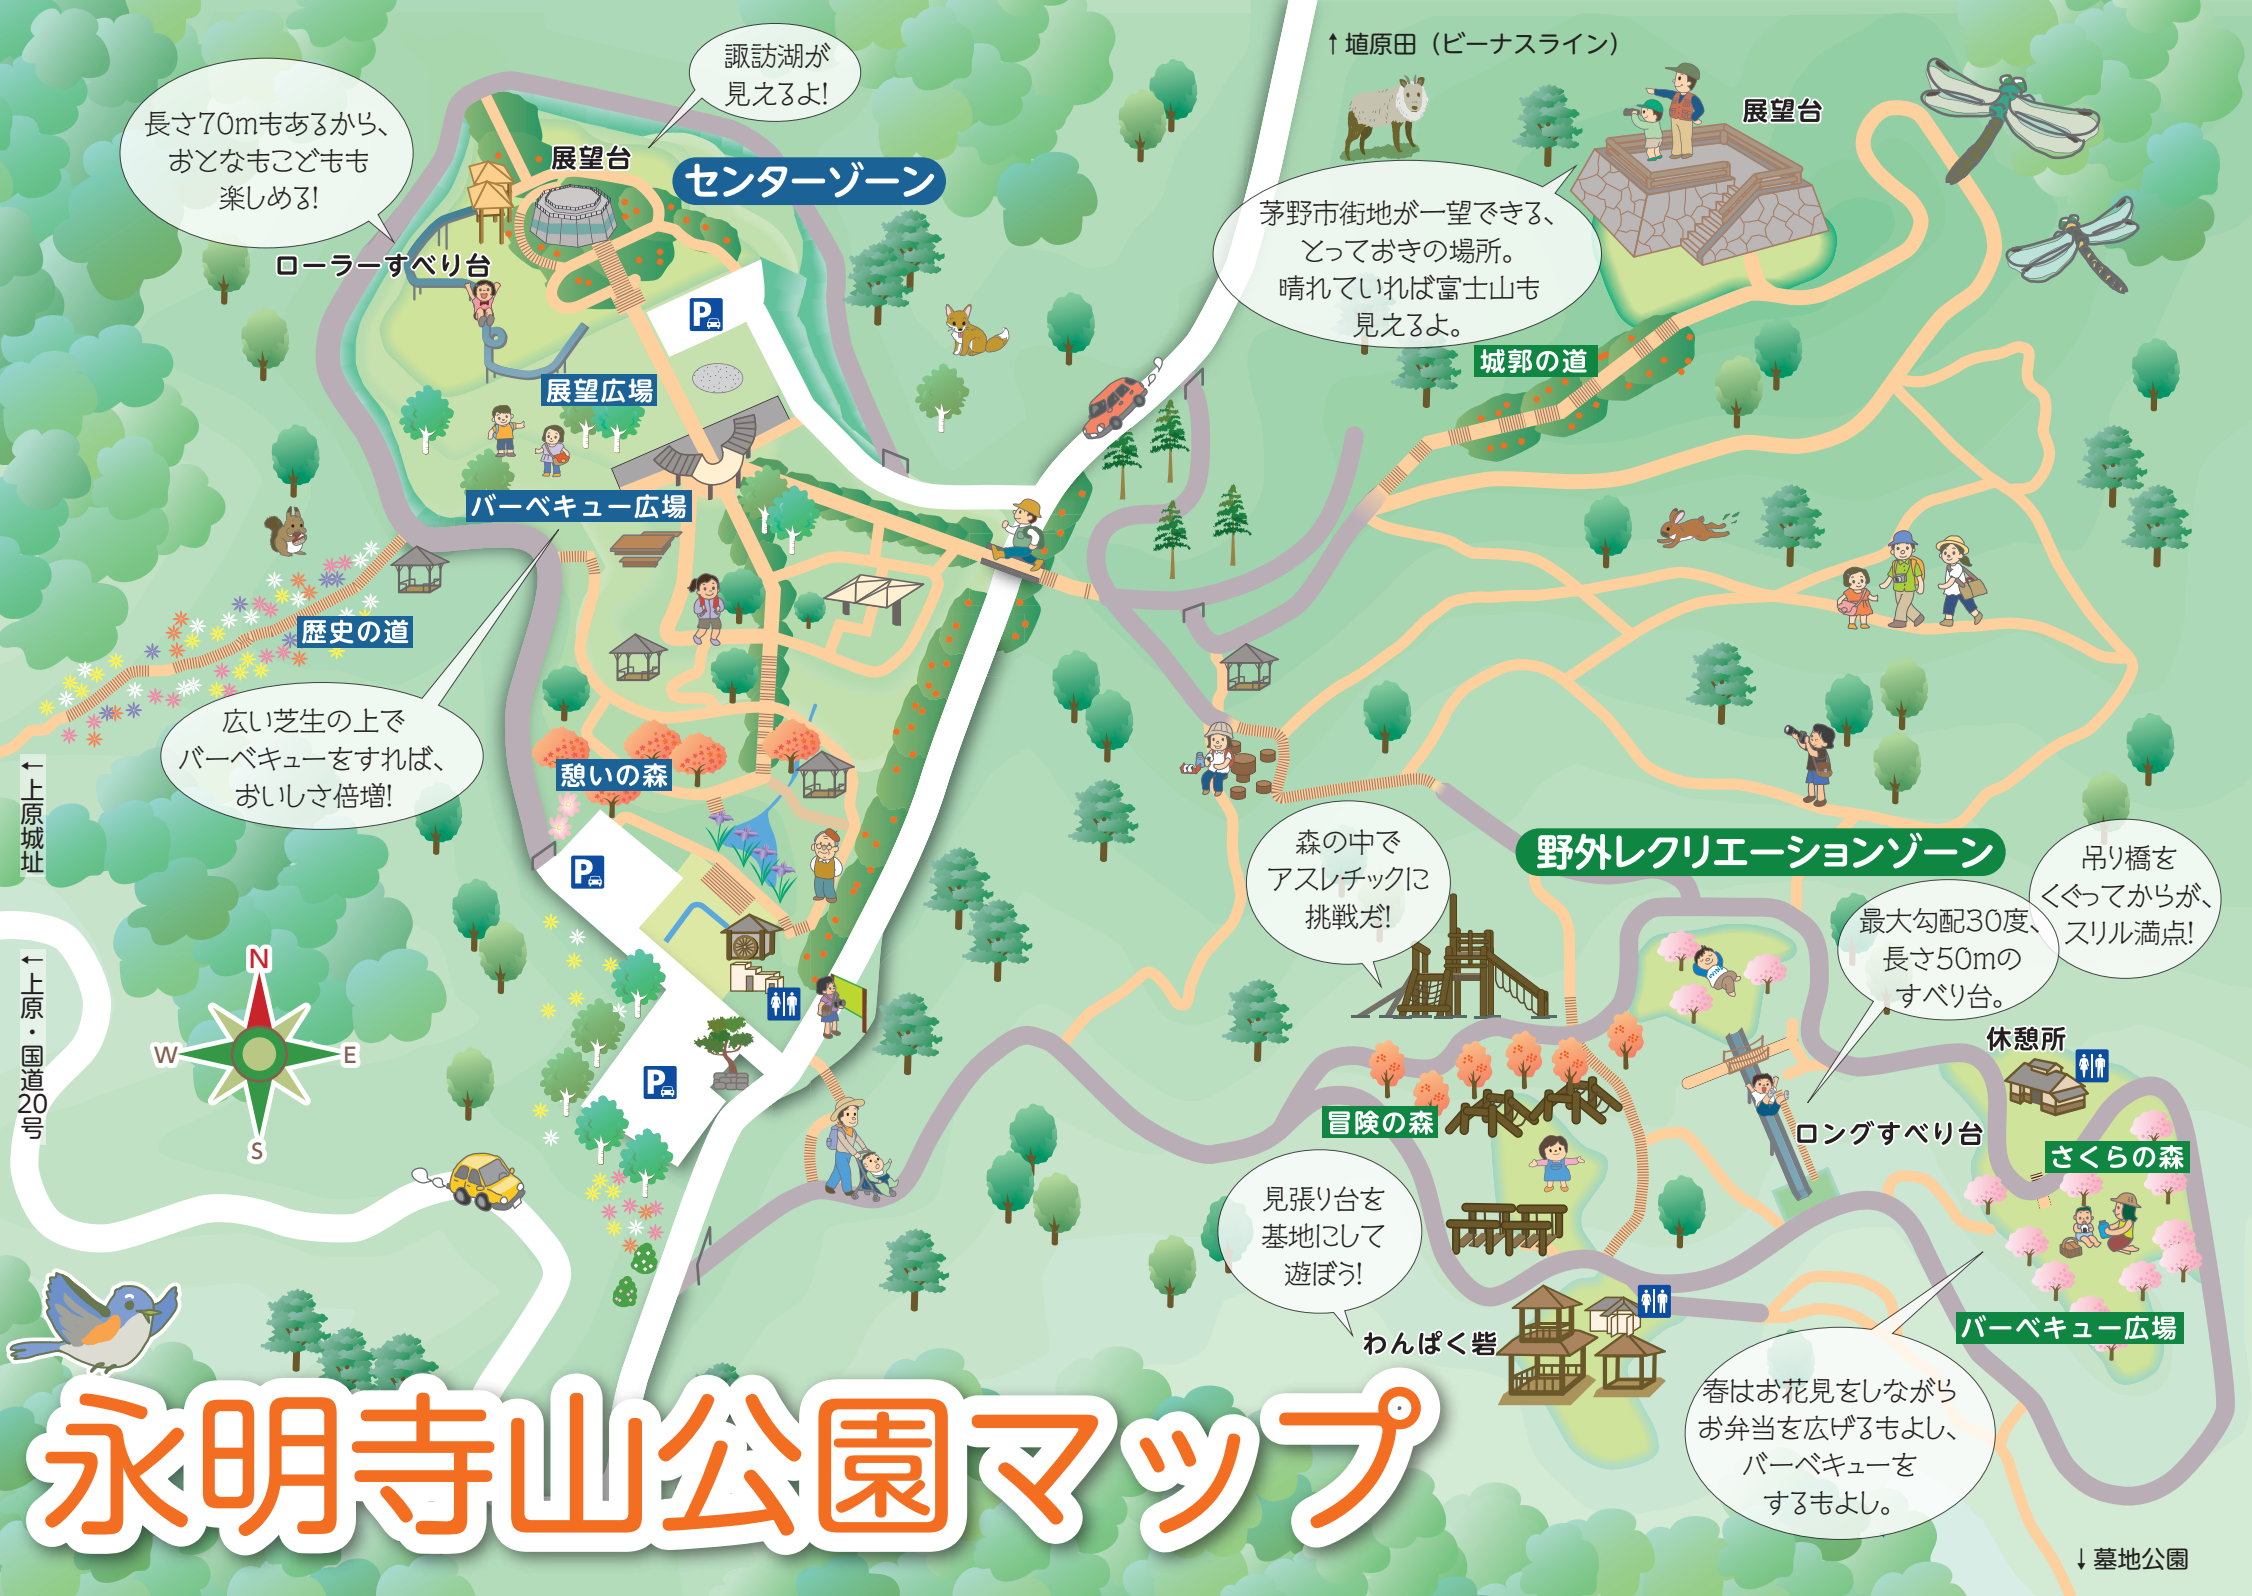 ↑埴原田（ビーナスライン）
諏訪湖が
見えるよ!
長さ70mもあるから、
おとなもこどもも
楽しめる!
展望台
センターゾーン
展望台
ローラーすべり台
茅野市街地が一望できる、
とっておきの場所。
晴れていれば富士山も
見えるよ。
P
城郭の道
展望広場
バーベキュー広場
歴史の道
広い芝生の上で
バーベキューをすれば、
おいしさ倍増!
憩いの森
←上原城址
P
森の中で
アスレチックに
挑戦だ!
野外レクリエーションゾーン
吊り橋を
くぐってからが、
スリル満点!
最大勾配30度、
長さ50mの
すべり台。
←上原・国道20号
N
W
E
S
休憩所
P
冒険の森
ロングすべり台
さくらの森
見張り台を
基地にして
遊ぼう!
わんぱく砦
バーベキュー広場
春はお花見をしながら
お弁当を広げるもよし、
バーベキューを
するもよし。
永明寺山公園マップ
↓墓地公園